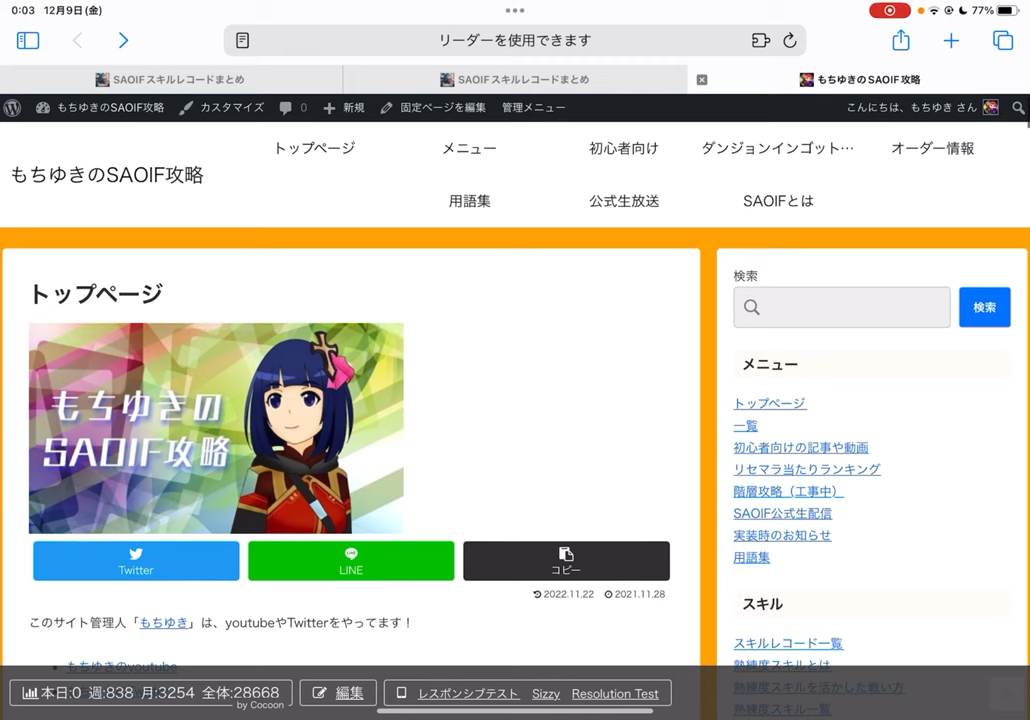 0:03 12月9日(金)
77%
リーダーを使用できます
SAOIFスキルレコードまとめ
SAOIFスキルレコードまとめ
もちゆきのSAOIF攻略
もちゆきのSAOIF攻略
カスタマイズ
0
新規
固定ページを編集
管理メニュー
こんにちは、もちゆき さん
もちゆきのSAOIF攻略
トップページ
メニュー
初心者向け
ダンジョンインゴット…
オーダー情報
用語集
公式生放送
SAOIFとは
トップページ
もちゆきの
SAOIF攻略
Twitter
LINE
コピー
2022.11.22
2021.11.28
このサイト管理人「もちゆき」は、youtubeやTwitterをやってます！
もちゆきのyoutube
検索
検索
メニュー
トップページ
一覧
初心者向けの記事や動画
リセマラ当たりランキング
階層攻略（工事中）
SAOIF公式生配信
実装時のお知らせ
用語集
スキル
スキルレコード一覧
熟練度スキルとは
熟練度スキルを活かした戦い方
熟練度スキル一覧
本日:0 週:838 月:3254 全体:28668
by Cocoon
編集
レスポンシブテスト
Sizzy
Resolution Test